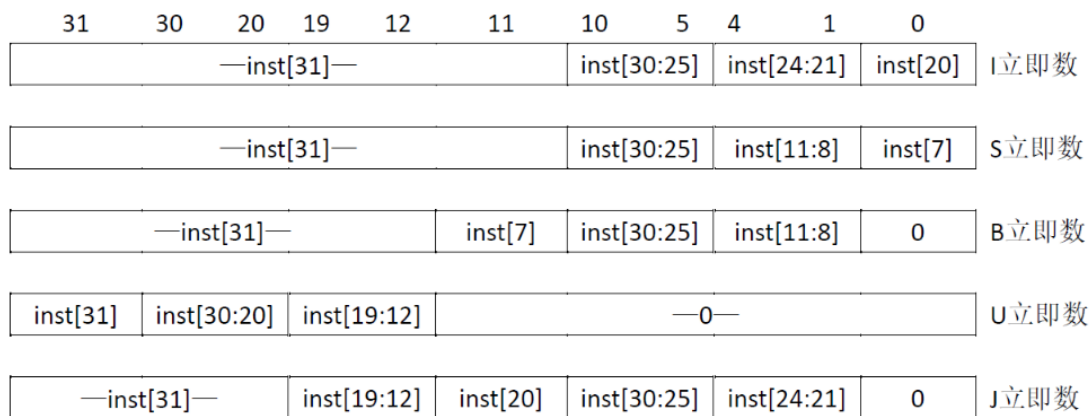 31 30 20 19 12 11 10 5 4 1 0
—inst[31]— inst[30:25] inst[24:21] inst[20] I立即数
—inst[31]— inst[30:25] inst[11:8] inst[7] S立即数
—inst[31]— inst[7] inst[30:25] inst[11:8] 0 B立即数
inst[31] inst[30:20] inst[19:12] —0— U立即数
—inst[31]— inst[19:12] inst[20] inst[30:25] inst[24:21] 0 J立即数